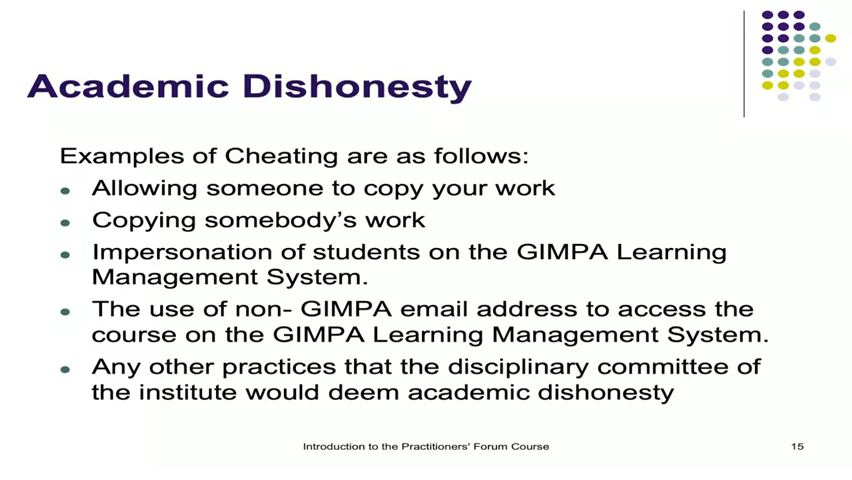 Academic Dishonesty
Examples of Cheating are as follows:
Allowing someone to copy your work
Copying somebody's work
Impersonation of students on the GIMPA Learning
Management System.
The use of non- GIMPA email address to access the
course on the GIMPA Learning Management System.
Any other practices that the disciplinary committee of
the institute would deem academic dishonesty
Introduction to the Practitioners' Forum Course
15